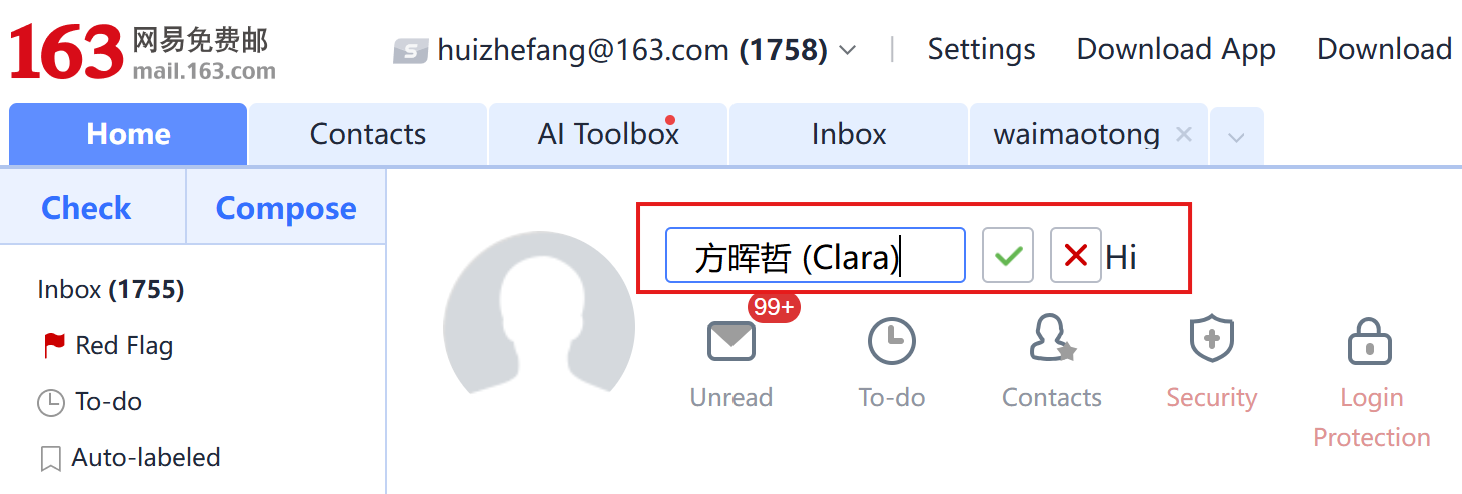 163 网易免费邮
mail.163.com
huizhefang@163.com (1758) | Settings Download App Download
Home Contacts AI Toolbox Inbox waimaotong
Check Compose
方晖哲 (Clara) Hi
Inbox (1755)
Red Flag
To-do
Auto-labeled
99+
Unread To-do Contacts Security Login Protection